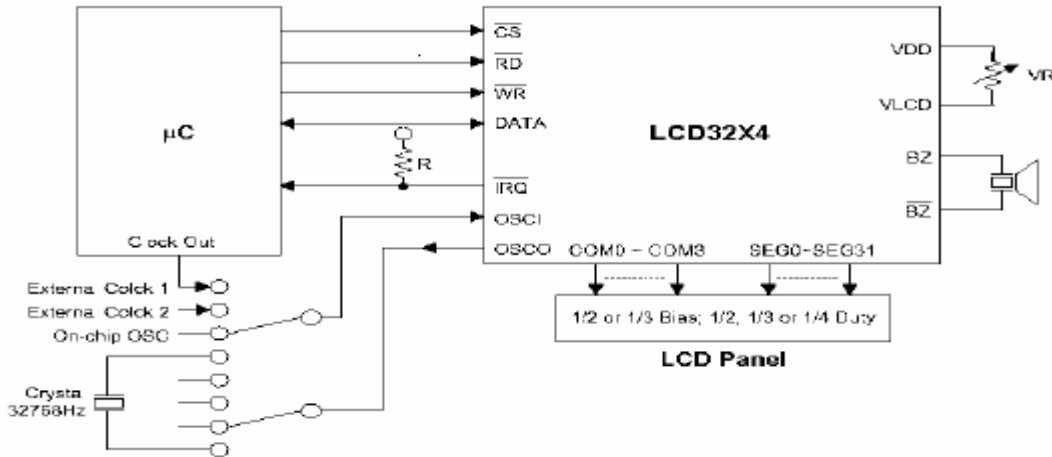 μC
CS
RD
WR
DATA
IRQ
OSCI
OSCO
R
LCD32X4
VDD
VLCD
VR
BZ
BZ
COM0 ~ COM3
SEG0~SEG31
1/2 or 1/3 Bias; 1/2, 1/3 or 1/4 Duty
LCD Panel
Clock Out
Externa Colck 1
Externa Colck 2
On-chip OSC
Crysta
32768Hz